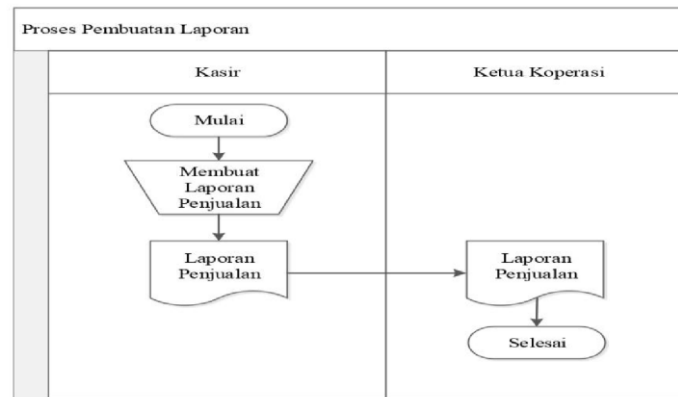 Proses Pembuatan Laporan
Kasir
Ketua Koperasi
Mulai
Membuat
Laporan
Penjualan
Laporan
Penjualan
Laporan
Penjualan
Selesai